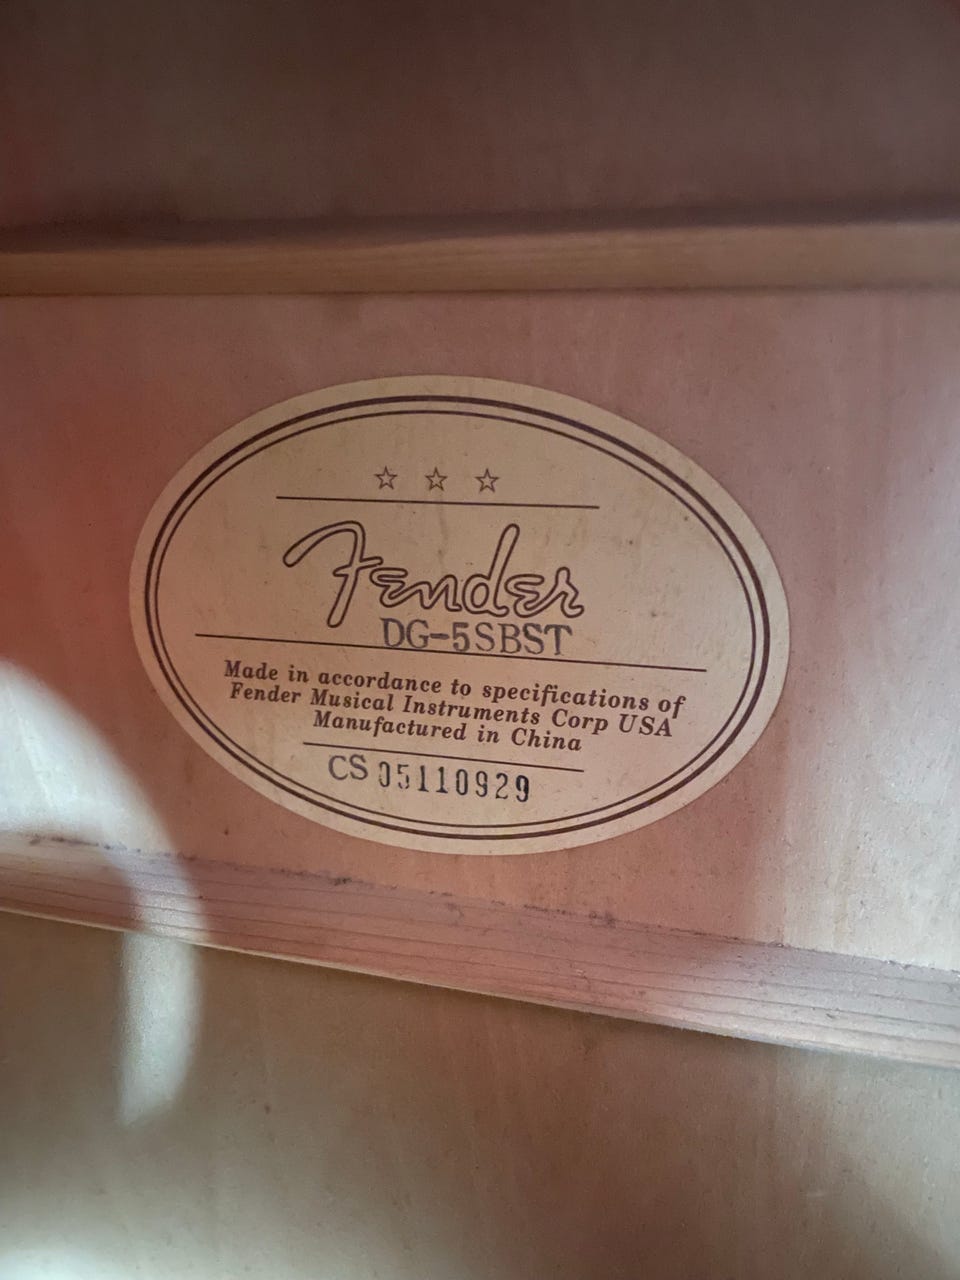 Fender
DG-5SBST
Made in accordance to specifications of
Fender Musical Instruments Corp USA
Manufactured in China
CS 05110929